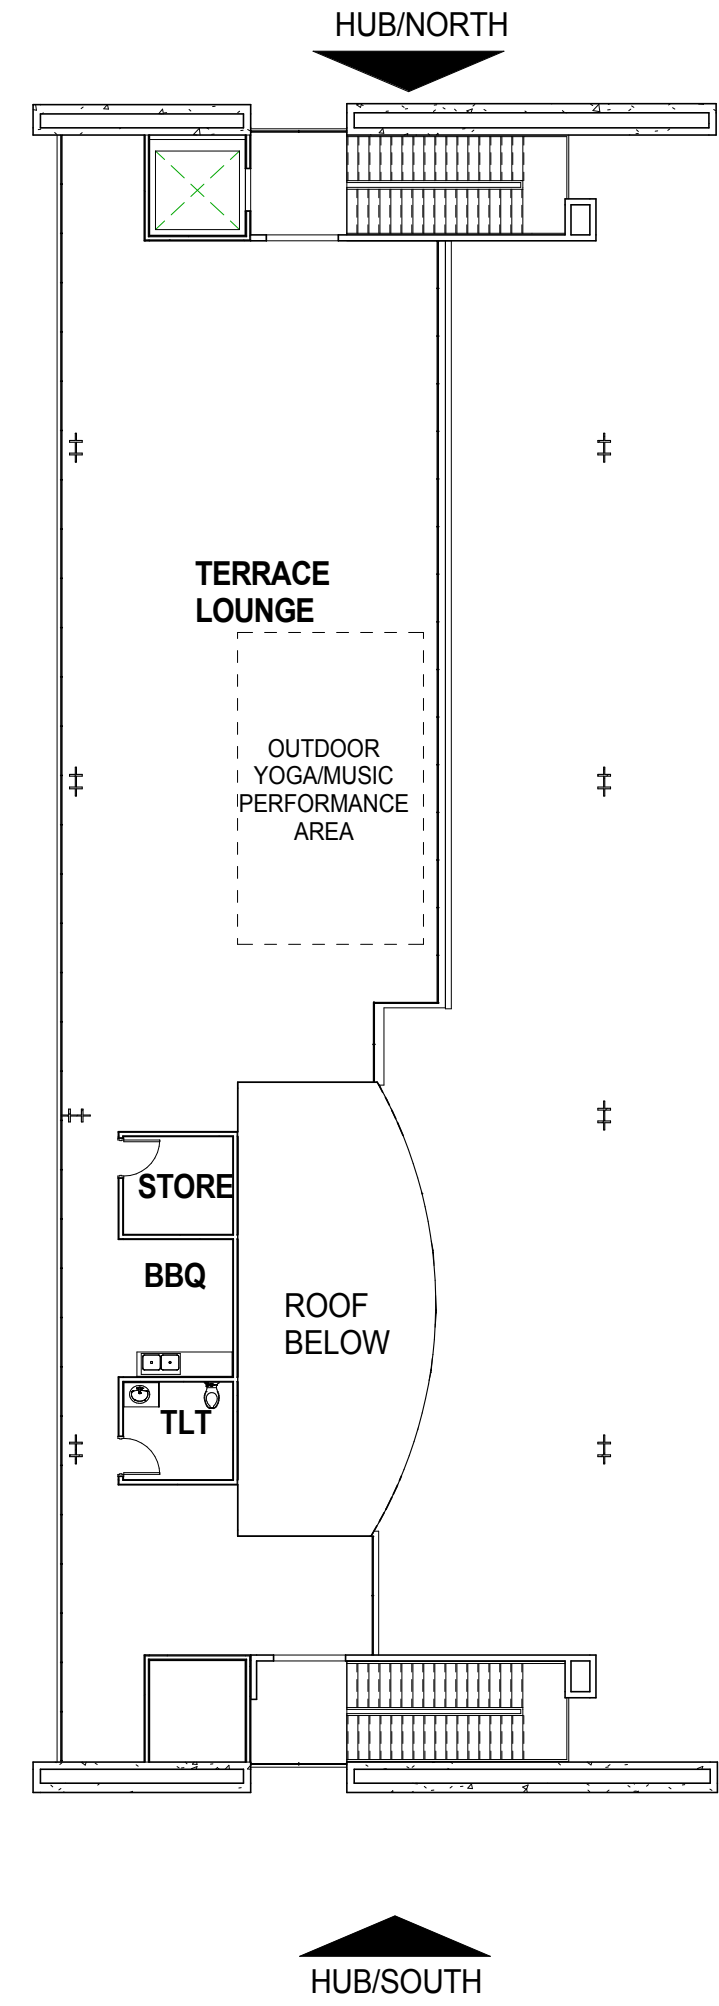 HUB/NORTH
TERRACE
LOUNGE
OUTDOOR
YOGA/MUSIC
PERFORMANCE
AREA
STORE
BBQ
ROOF
BELOW
TLT
HUB/SOUTH